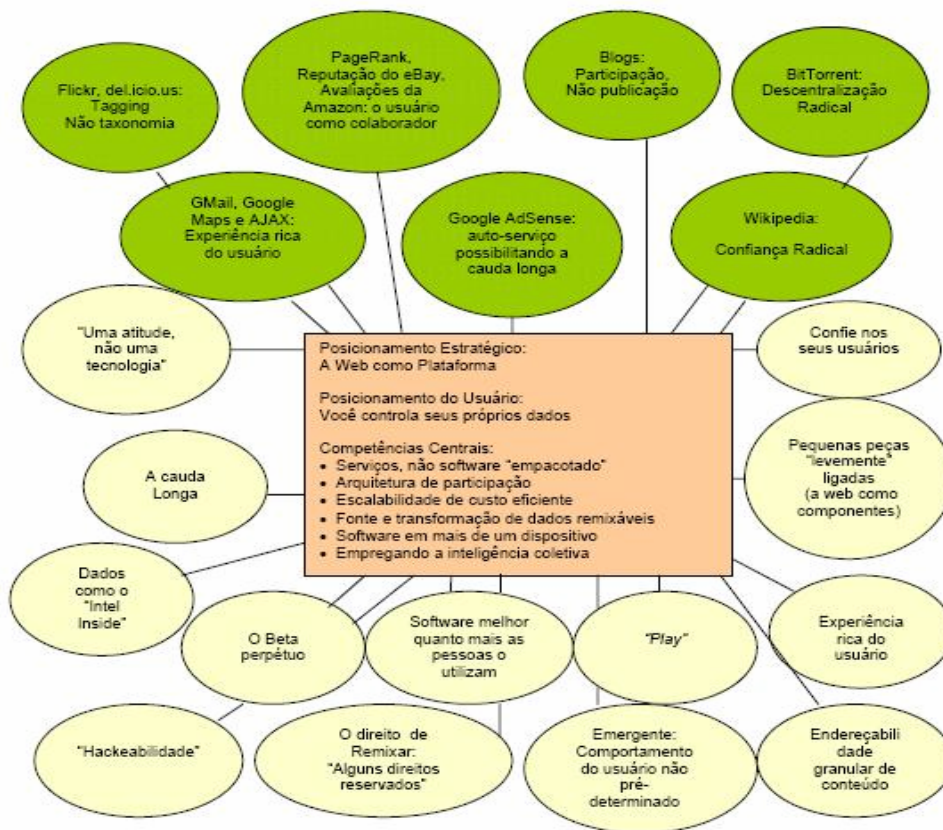 Flickr, del.icio.us:
Tagging
Não taxonomia
PageRank,
Reputação do eBay,
Avaliações da
Amazon: o usuário
como colaborador
Blogs:
Participação,
Não publicação
BitTorrent:
Descentralização
Radical
GMail, Google
Maps e AJAX:
Experiência rica
do usuário
Google AdSense:
auto-serviço
possibilitando a
cauda longa
Wikipedia:
Confiança Radical
"Uma atitude,
não uma
tecnologia"
Posicionamento Estratégico:
A Web como Plataforma
Posicionamento do Usuário:
Você controla seus próprios dados
Competências Centrais:
• Serviços, não software "empacotado"
• Arquitetura de participação
• Escalabilidade de custo eficiente
• Fonte e transformação de dados remixáveis
• Software em mais de um dispositivo
• Empregando a inteligência coletiva
Confie nos
seus usuários
A cauda
Longa
Pequenas peças
"levemente"
ligadas
(a web como
componentes)
Dados
como o
"Intel
Inside"
O Beta
perpétuo
Software melhor
quanto mais as
pessoas o
utilizam
"Play"
Experiência
rica do
usuário
"Hackeabilidade"
O direito de
Remixar:
"Alguns direitos
reservados"
Emergente:
Comportamento
do usuário não
pré-
determinado
Endereçabili
dade
granular de
conteúdo